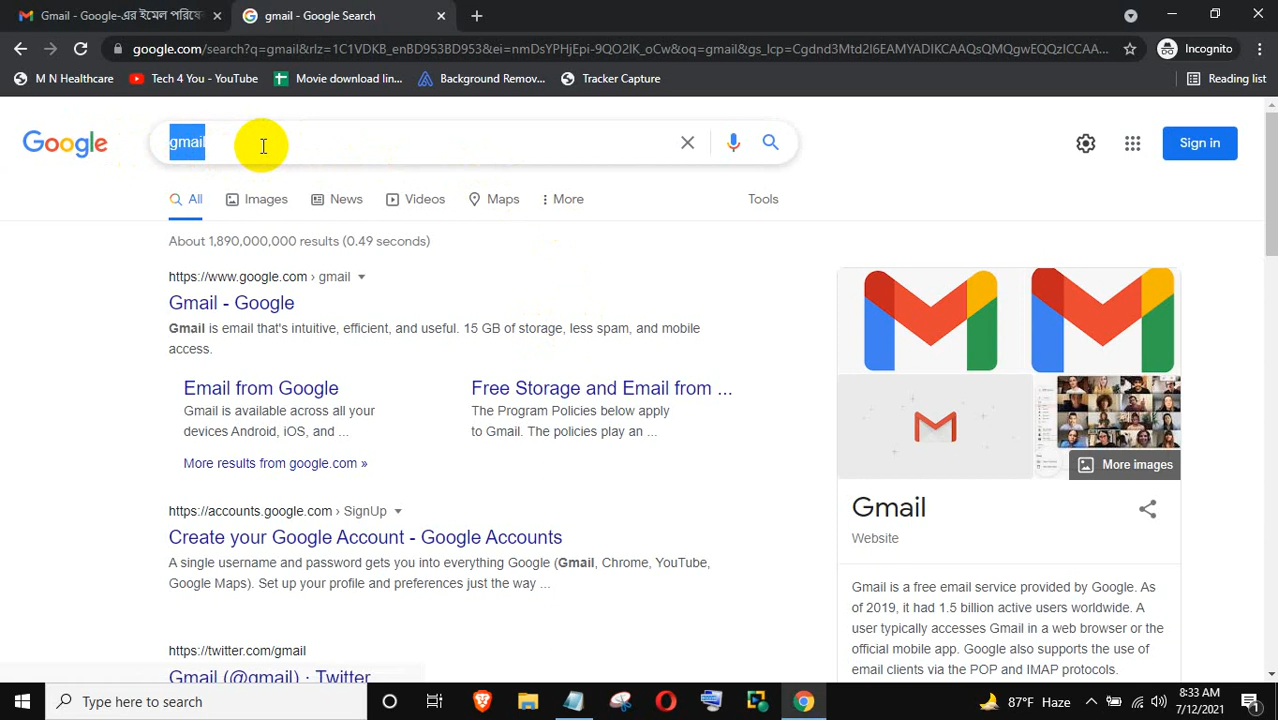 Gmail - Google-এর ইমেল পরিষে
gmail - Google Search
google.com/search?q=gmail&rlz=1C1VDKB_enBD953BD953&ei=nmDsYPHjEpi-9QO2lK_oCw&oq=gmail&gs_lcp=Cgdnd3Mtd2l6EAMYADIKCAAQsQMQgwEQQzICCAA...
Incognito
M N Healthcare
Tech 4 You - YouTube
Movie download lin...
Background Remov...
Tracker Capture
Reading list
Google
gmail
Sign in
All
Images
News
Videos
Maps
More
Tools
About 1,890,000,000 results (0.49 seconds)
https://www.google.com › gmail
Gmail - Google
Gmail is email that's intuitive, efficient, and useful. 15 GB of storage, less spam, and mobile
access.
Email from Google
Gmail is available across all your
devices Android, iOS, and ...
Free Storage and Email from ...
The Program Policies below apply
to Gmail. The policies play an ...
More results from google.com »
https://accounts.google.com › SignUp
Create your Google Account - Google Accounts
A single username and password gets you into everything Google (Gmail, Chrome, YouTube,
Google Maps). Set up your profile and preferences just the way ...
https://twitter.com/gmail
Gmail (@gmail) · Twitter
More images
Gmail
Website
Gmail is a free email service provided by Google. As
of 2019, it had 1.5 billion active users worldwide. A
user typically accesses Gmail in a web browser or the
official mobile app. Google also supports the use of
email clients via the POP and IMAP protocols.
Type here to search
87°F Haze
8:33 AM
7/12/2021
1